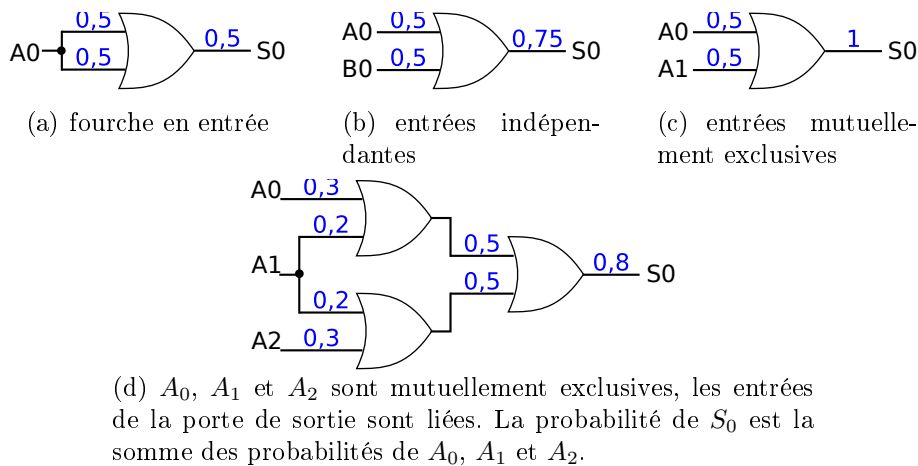 0,5
A0
0,5
0,5
S0
0,5
A0
0,5
B0
0,75
S0
0,5
A0
0,5
A1
1
S0
(a) fourche en entrée
(b) entrées indépen-
dantes
(c) entrées mutuelle-
ment exclusives
A0
0,3
0,2
A1
0,2
A2
0,3
0,5
0,5
0,8
S0
(d) A0, A1 et A2 sont mutuellement exclusives, les entrées
de la porte de sortie sont liées. La probabilité de S0 est la
somme des probabilités de A0, A1 et A2.